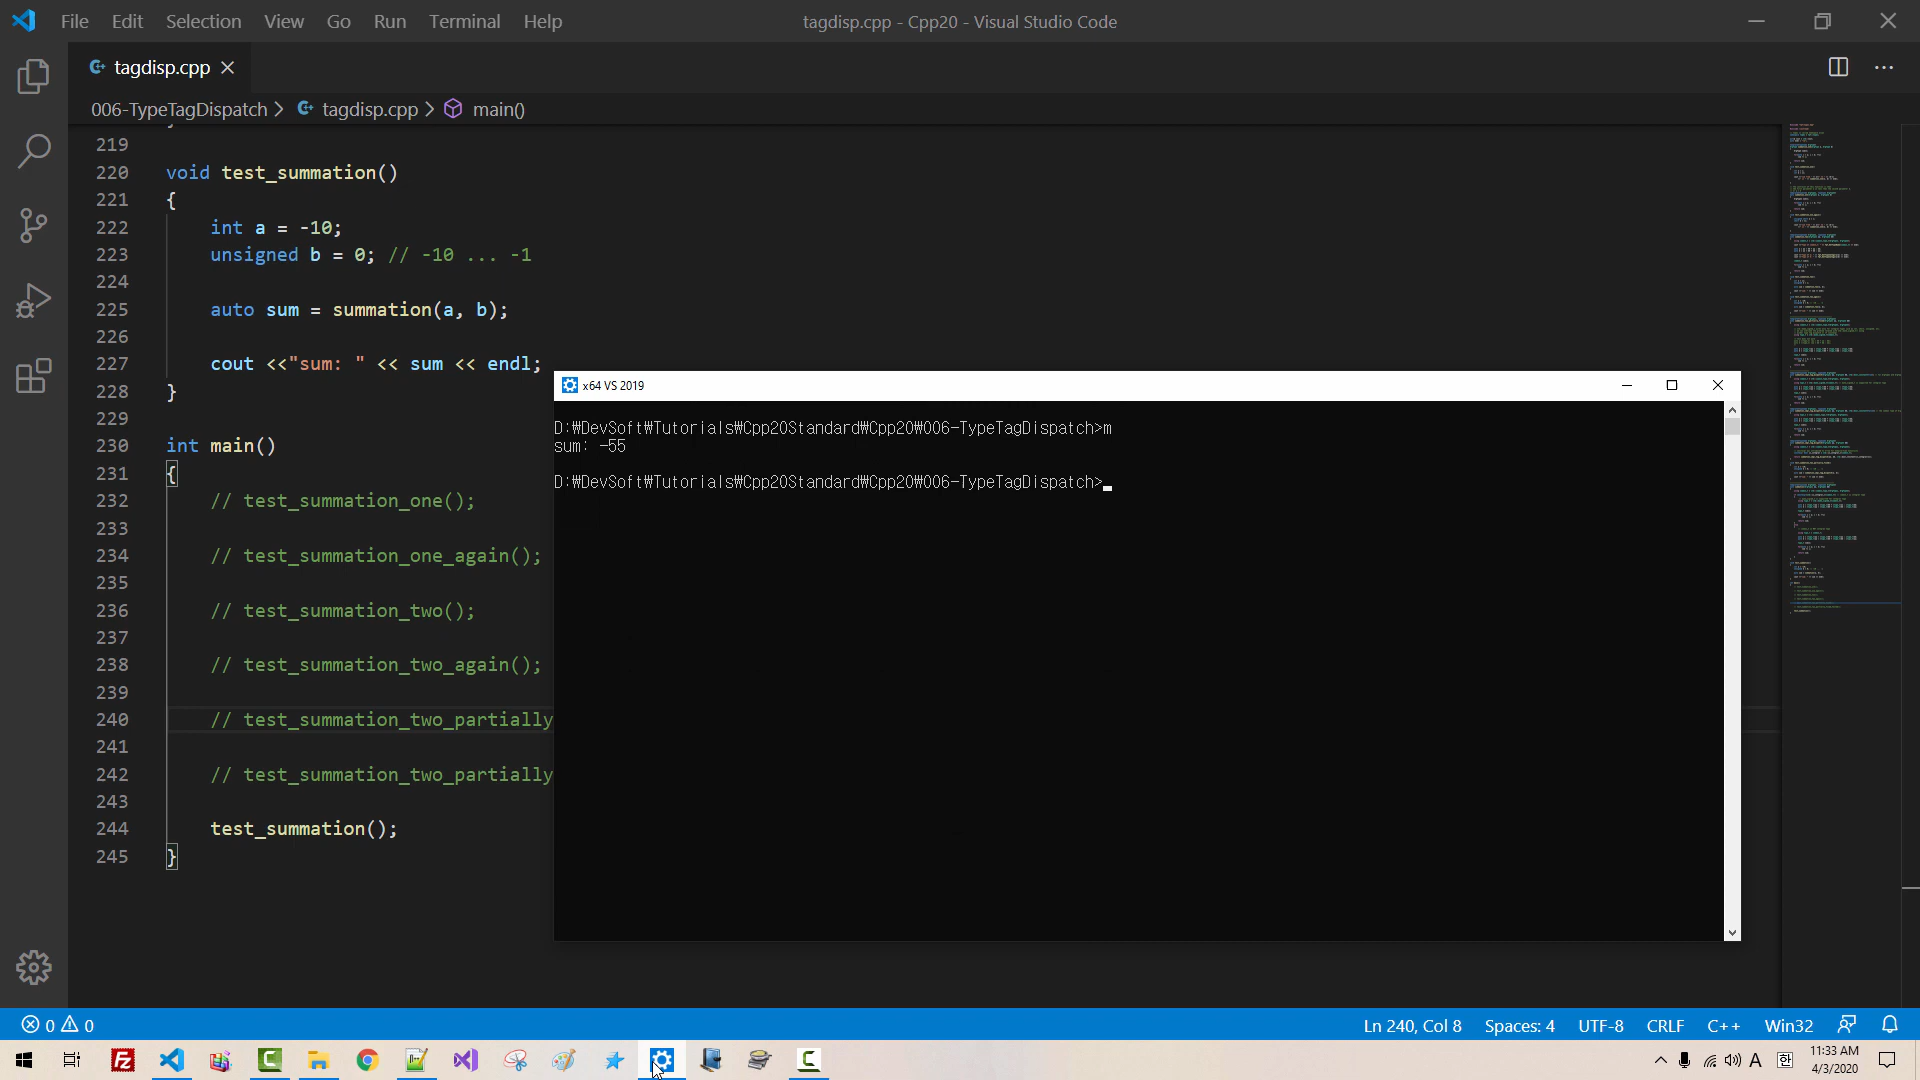 File Edit Selection View Go Run Terminal Help
tagdisp.cpp - Cpp20 - Visual Studio Code
tagdisp.cpp
006-TypeTagDispatch > tagdisp.cpp > main()
219
220 void test_summation()
221 {
222 int a = -10;
223 unsigned b = 0; // -10 ... -1
224
225 auto sum = summation(a, b);
226
227 cout <<"sum: " << sum << endl;
228 }
229
230 int main()
231 {
232 // test_summation_one();
233
234 // test_summation_one_again();
235
236 // test_summation_two();
237
238 // test_summation_two_again();
239
240 // test_summation_two_partially
241
242 // test_summation_two_partially
243
244 test_summation();
245 }
x64 VS 2019
D:₩DevSoft₩Tutorials₩Cpp20Standard₩Cpp20₩006-TypeTagDispatch>m
sum: -55
D:₩DevSoft₩Tutorials₩Cpp20Standard₩Cpp20₩006-TypeTagDispatch>
0 0
Ln 240, Col 8 Spaces: 4 UTF-8 CRLF C++ Win32
A 한 11:33 AM
4/3/2020